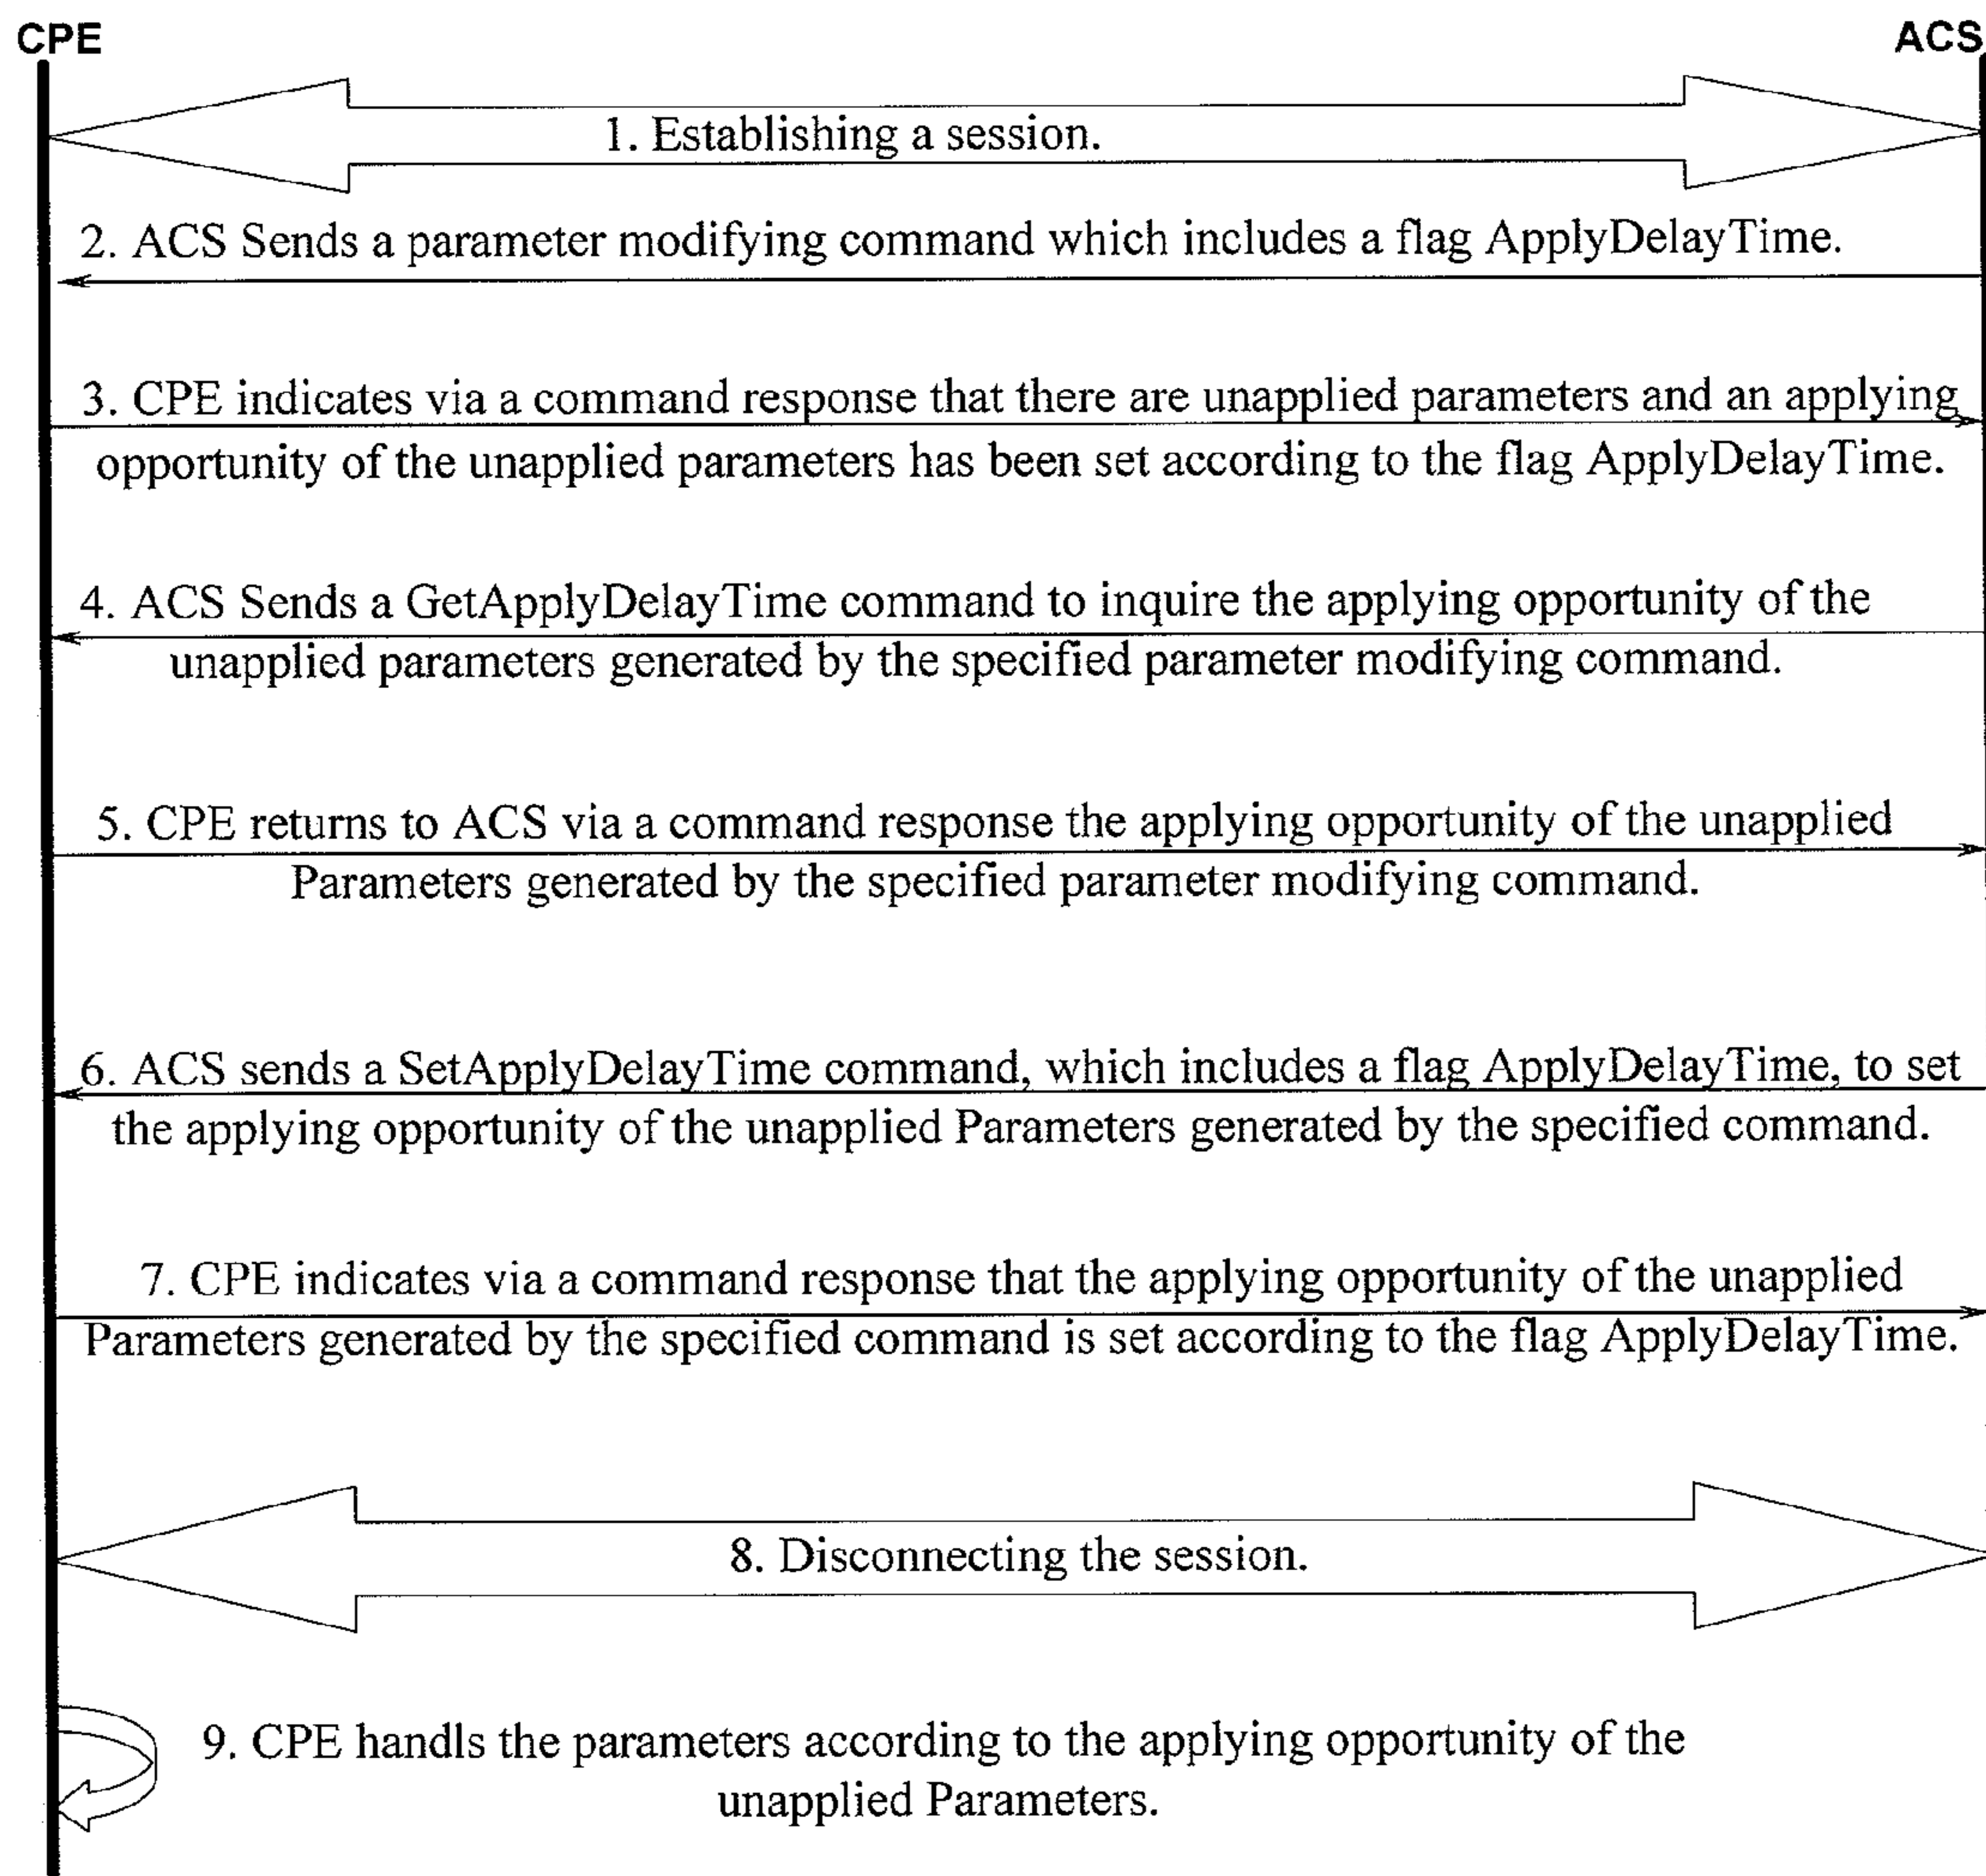 CPE
ACS
1. Establishing a session.
2. ACS Sends a parameter modifying command which includes a flag ApplyDelayTime.
3. CPE indicates via a command response that there are unapplied parameters and an applying
opportunity of the unapplied parameters has been set according to the flag ApplyDelayTime.
4. ACS Sends a GetApplyDelayTime command to inquire the applying opportunity of the
unapplied parameters generated by the specified parameter modifying command.
5. CPE returns to ACS via a command response the applying opportunity of the unapplied
Parameters generated by the specified parameter modifying command.
6. ACS sends a SetApplyDelayTime command, which includes a flag ApplyDelayTime, to set
the applying opportunity of the unapplied Parameters generated by the specified command.
7. CPE indicates via a command response that the applying opportunity of the unapplied
Parameters generated by the specified command is set according to the flag ApplyDelayTime.
8. Disconnecting the session.
9. CPE handls the parameters according to the applying opportunity of the
unapplied Parameters.